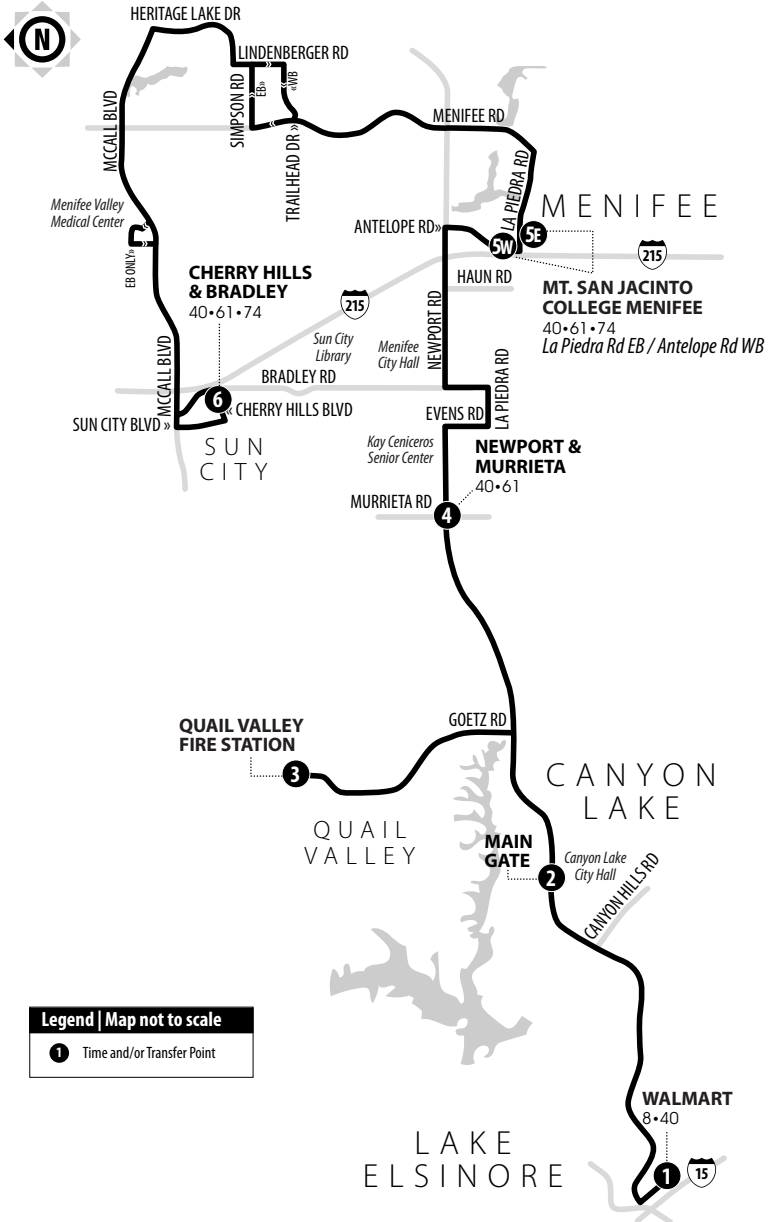 HERITAGE LAKE DR
N
LINDENBERGER RD
SIMPSON RD
EB»
«WB
TRAILHEAD DR »
MCCALL BLVD
MENIFEE RD
LA PIEDRA RD
MENIFEE
Menifee Valley
Medical Center
EB ONLY»
ANTELOPE RD»
5W
5E
215
HAUN RD
CHERRY HILLS
& BRADLEY
40•61•74
215
MT. SAN JACINTO
COLLEGE MENIFEE
40•61•74
La Piedra Rd EB / Antelope Rd WB
Sun City
Library
Menifee
City Hall
NEWPORT RD
MCCALL BLVD
BRADLEY RD
LA PIEDRA RD
6
« CHERRY HILLS BLVD
SUN CITY BLVD »
EVENS RD
SUN
CITY
Kay Ceniceros
Senior Center
NEWPORT &
MURRIETA
40•61
MURRIETA RD
4
GOETZ RD
QUAIL VALLEY
FIRE STATION
3
CANYON
LAKE
QUAIL
VALLEY
MAIN
GATE
2
Canyon Lake
City Hall
CANYON HILLS RD
Legend | Map not to scale
1 Time and/or Transfer Point
WALMART
8•40
LAKE
ELSINORE
1
15